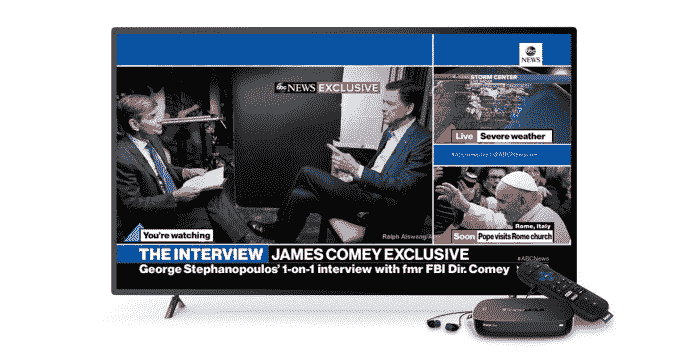 abc
NEWS
abc NEWS EXCLUSIVE
STORM CENTER
Live Severe weather
You're watching
Ralph Alswang/A
Rome, Italy
Soon Pope visits Rome church
THE INTERVIEW JAMES COMEY EXCLUSIVE
#ABCNews
George Stephanopoulos' 1-on-1 interview with fmr FBI Dir. Comey